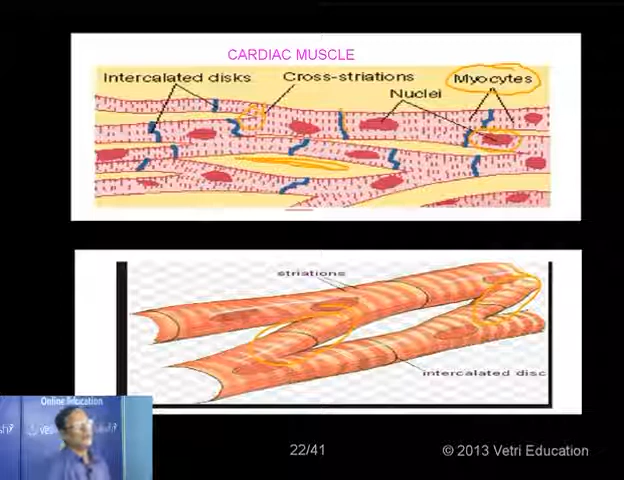 CARDIAC MUSCLE
Intercalated disks Cross-striations Myocytes
Nuclei
striations
intercalated disc
Online Education
22/41 © 2013 Vetri Education